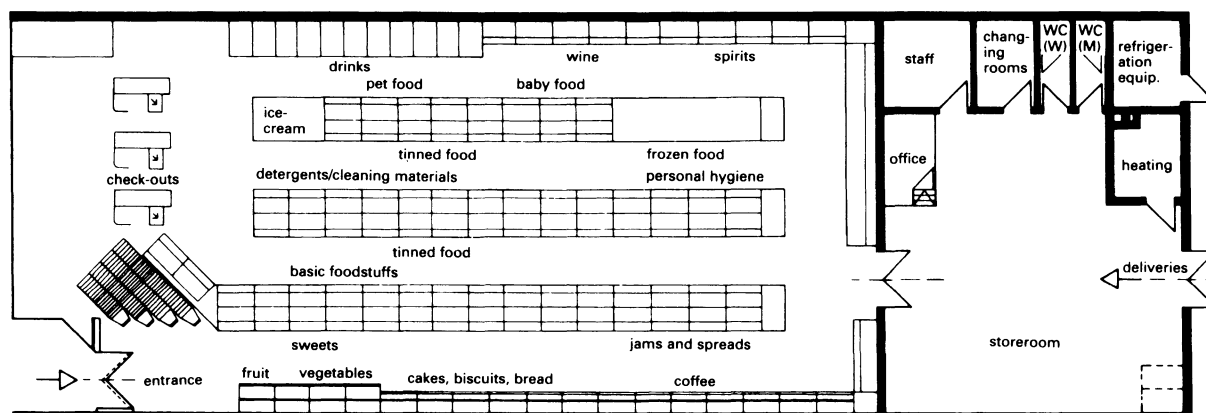 drinks
wine
spirits
pet food
baby food
ice-
cream
tinned food
frozen food
check-outs
detergents/cleaning materials
personal hygiene
tinned food
basic foodstuffs
sweets
jams and spreads
entrance
fruit
vegetables
cakes, biscuits, bread
coffee
staff
chang-
ing
rooms
WC
(W)
WC
(M)
refriger-
ation
equip.
office
heating
deliveries
storeroom